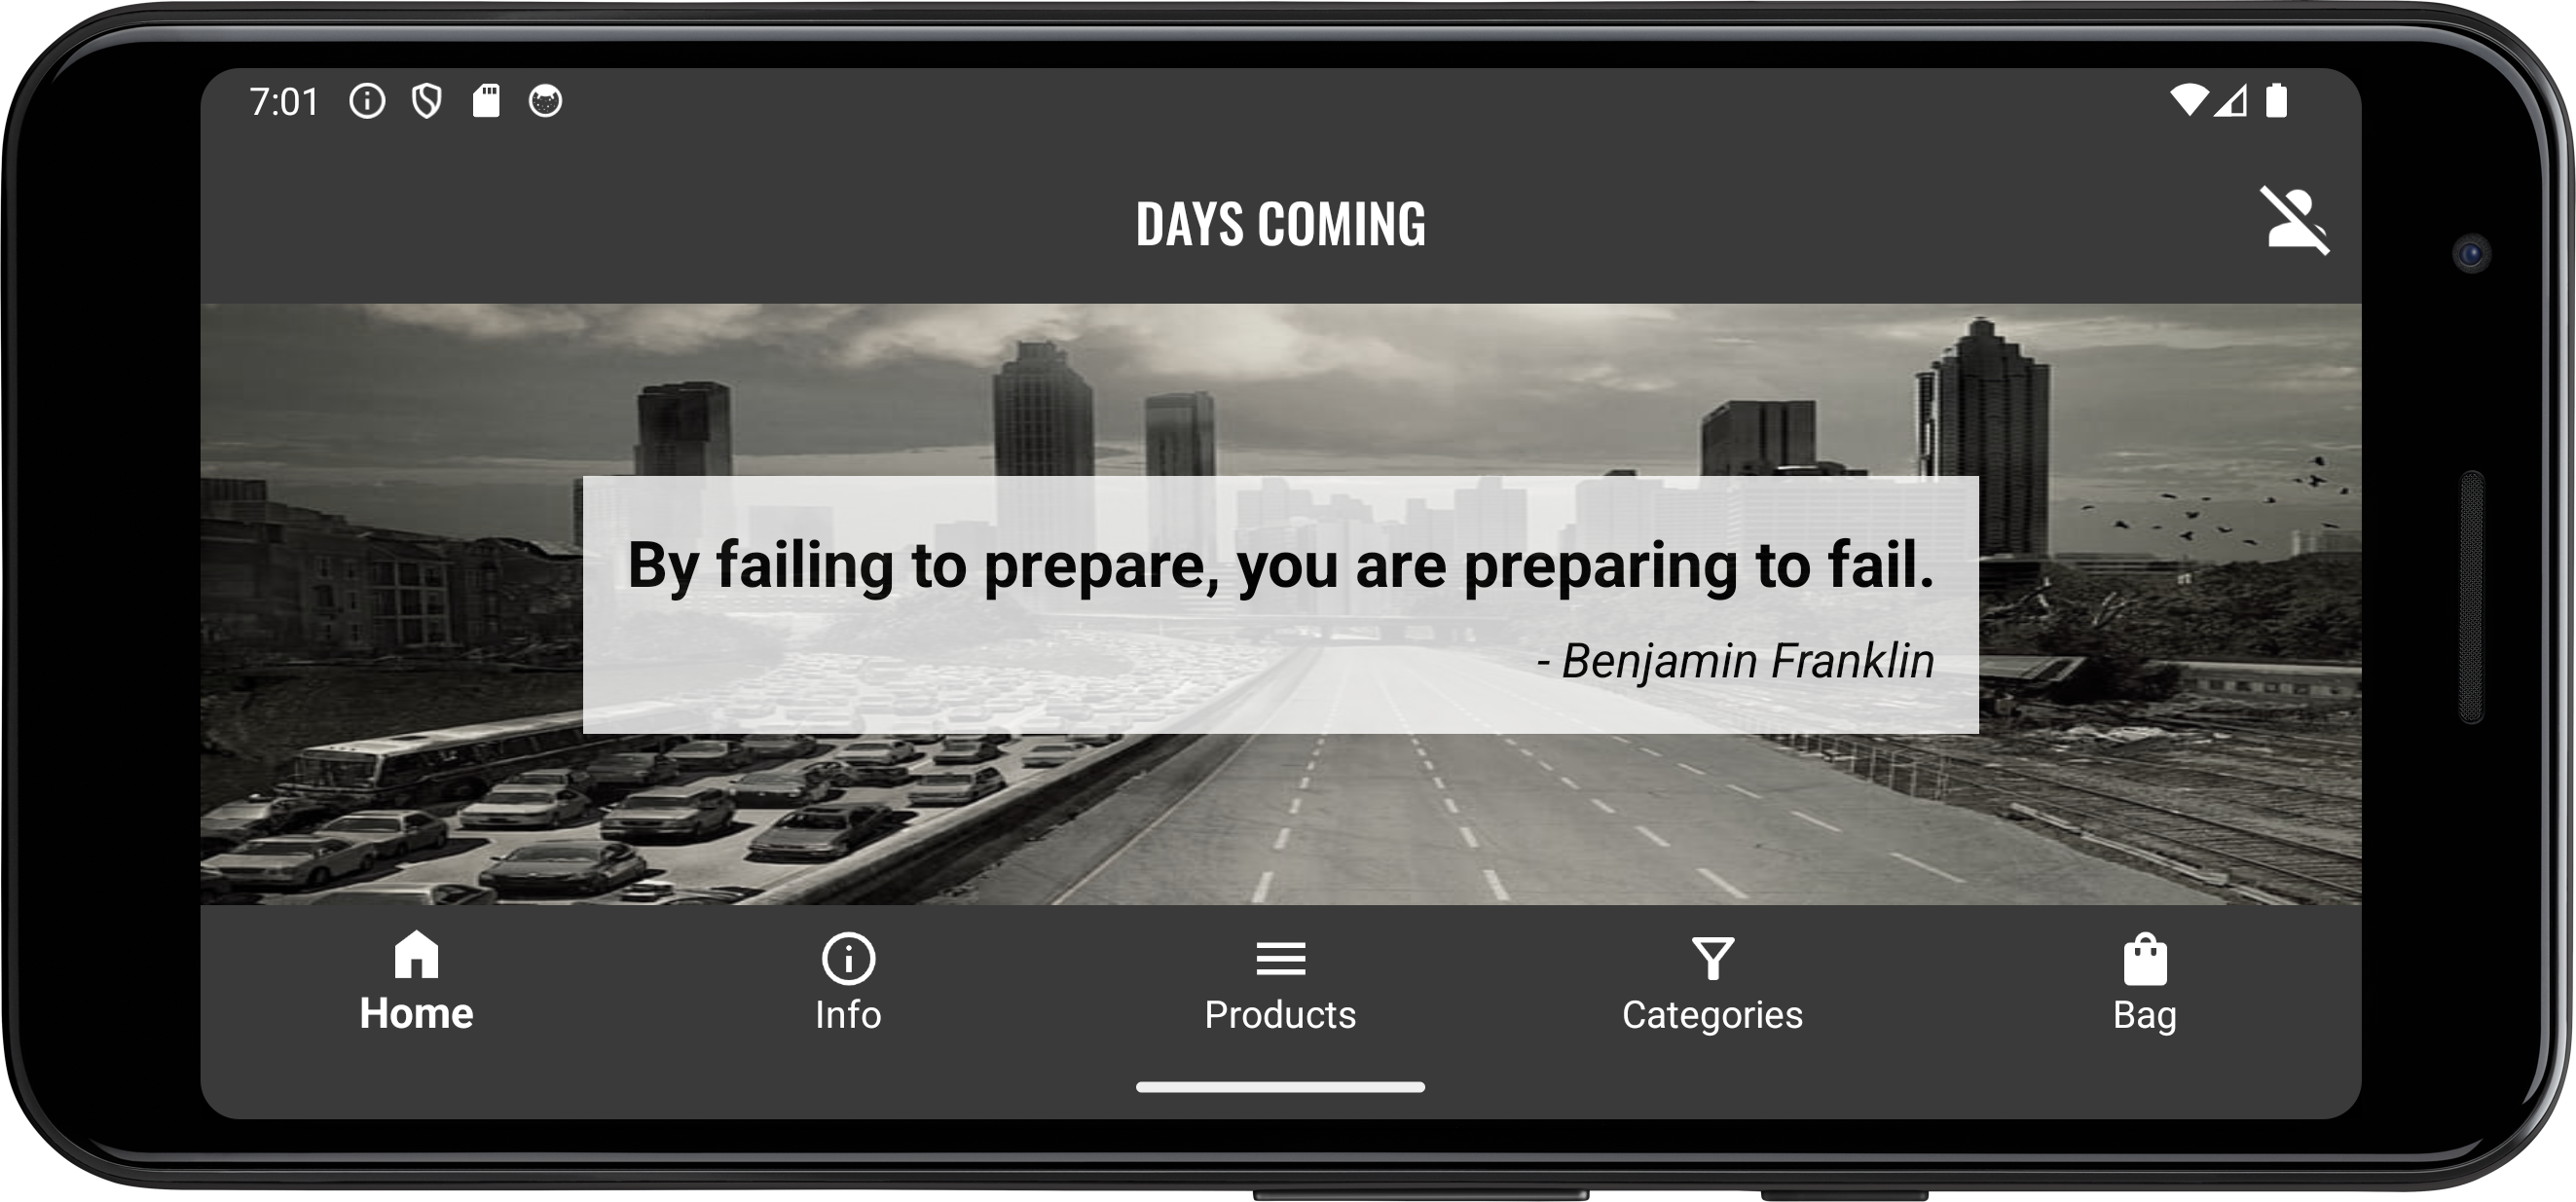 7:01
DAYS COMING
By failing to prepare, you are preparing to fail.
- Benjamin Franklin
Home
Info
Products
Categories
Bag